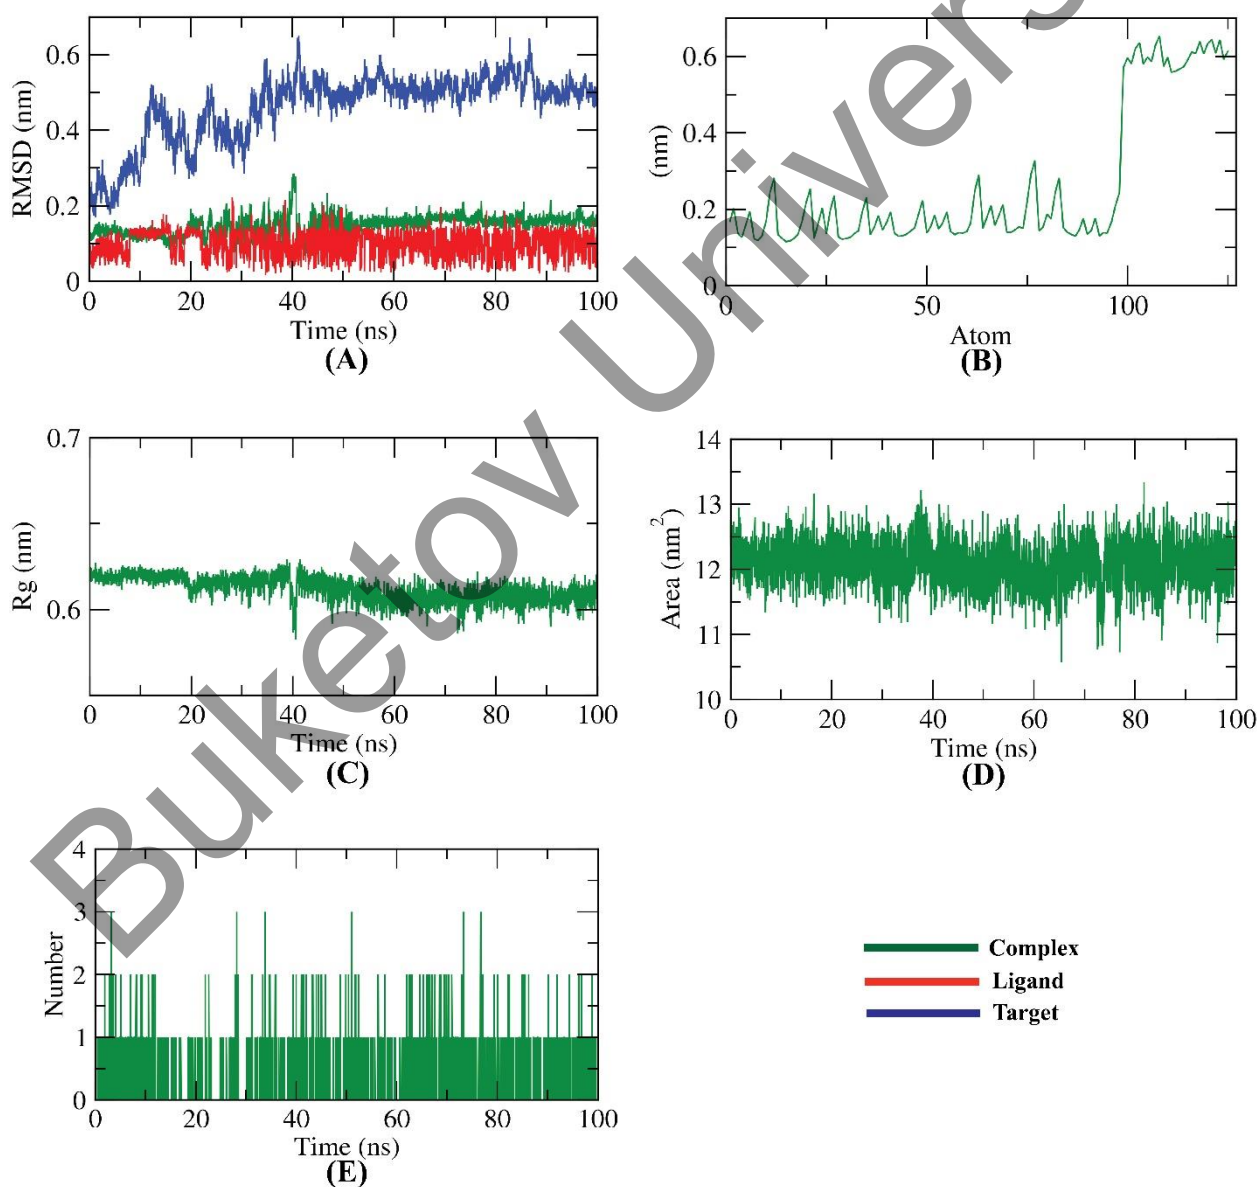 RMSD (nm)
0.6
0.4
0.2
0
0 20 40 60 80 100
Time (ns)
(A)
(nm)
0.6
0.4
0.2
0
0 50 100
Atom
(B)
Rg (nm)
0.7
0.6
0 20 40 60 80 100
Time (ns)
(C)
Area (nm²)
14
13
12
11
10
0 20 40 60 80 100
Time (ns)
(D)
Number
4
3
2
1
0
0 20 40 60 80 100
Time (ns)
(E)
Complex
Ligand
Target
Buketov Univers